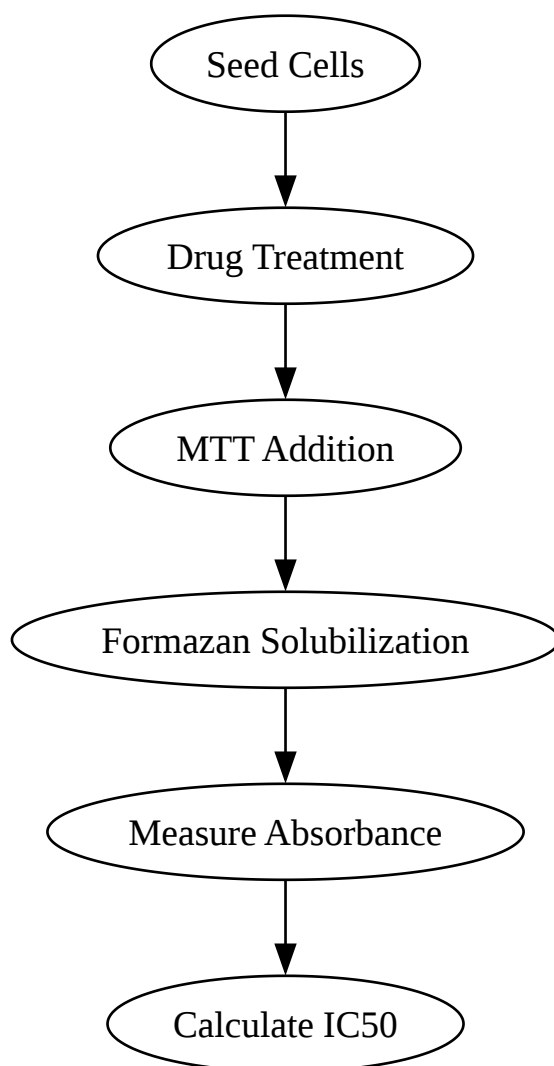 Seed Cells
Drug Treatment
MTT Addition
Formazan Solubilization
Measure Absorbance
Calculate IC50